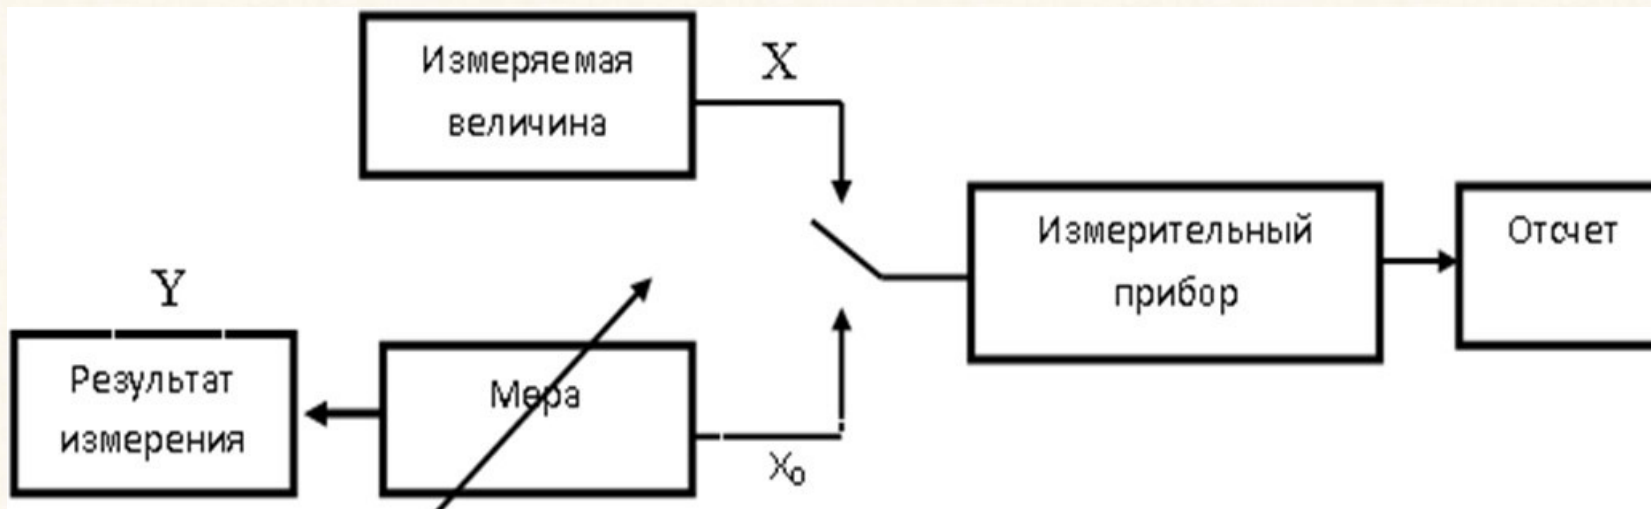 Измеряемая
величина
X
Измерительный
прибор
Отсчет
Y
Результат
измерения
Мера
X₀